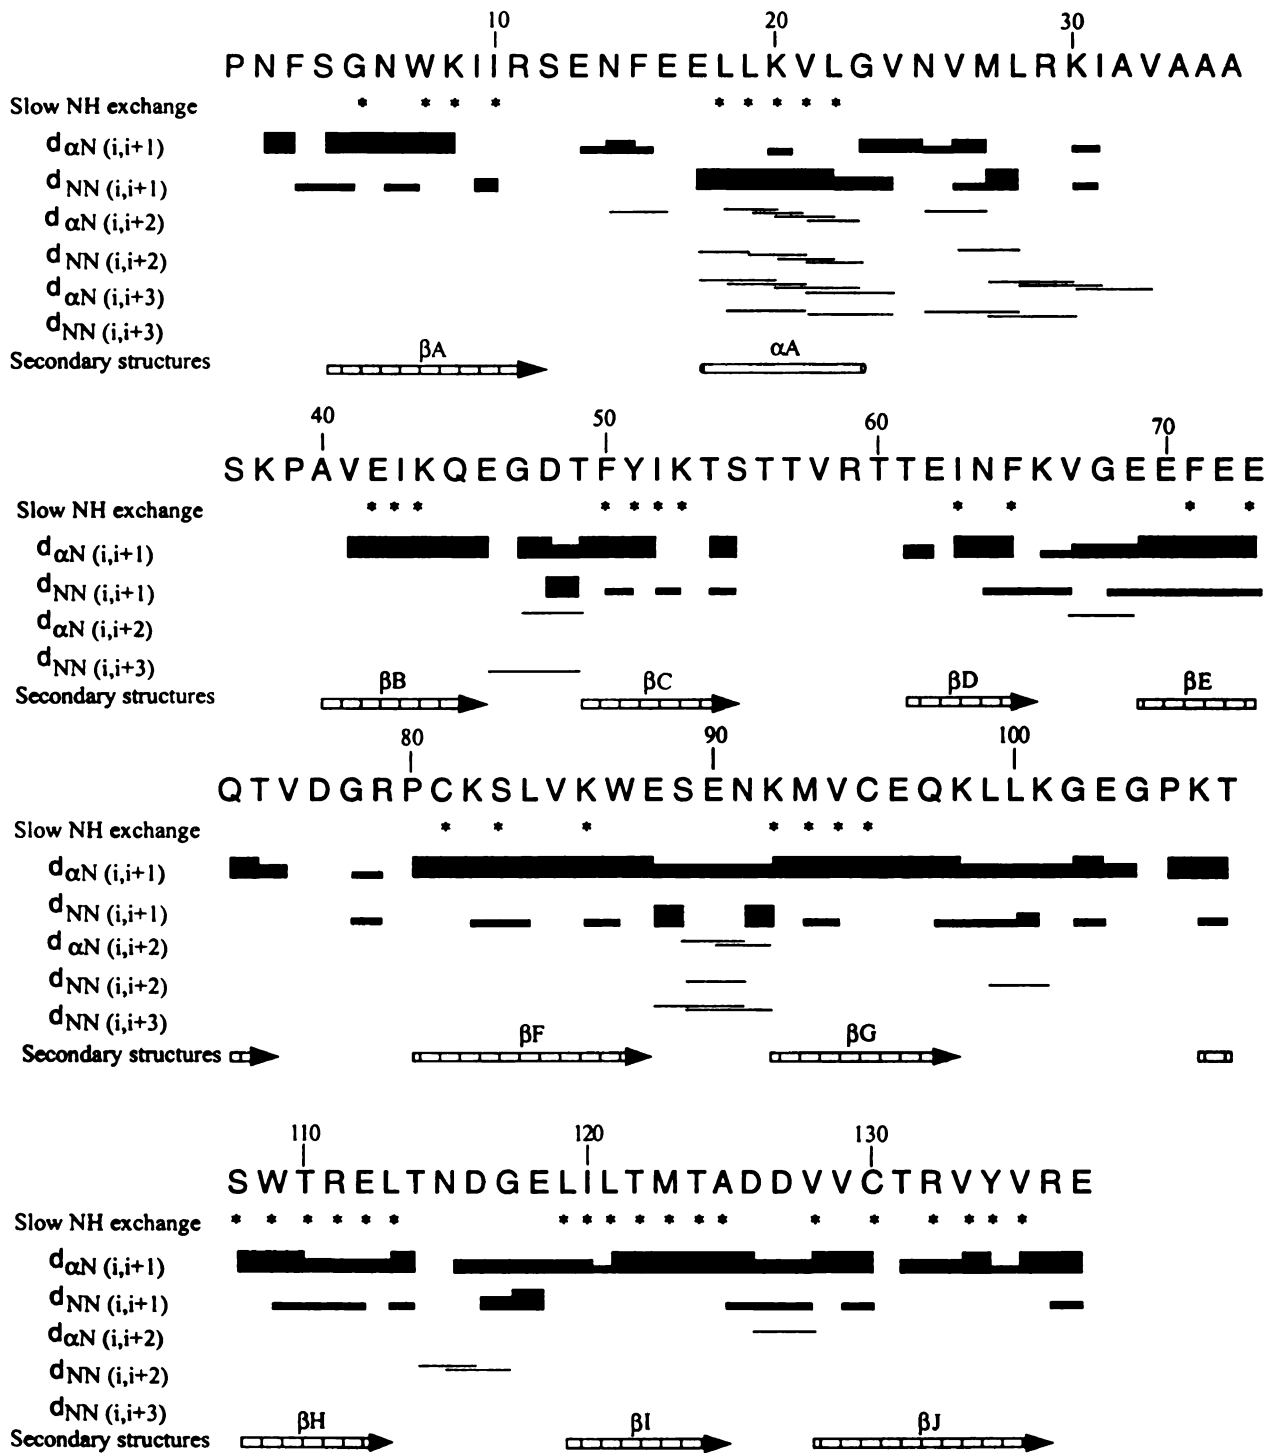 10 20 30
P N F S G N W K I I R S E N F E E L L K V L G V N V M L R K I A V A A A
Slow NH exchange * * * * * * * * *
dαN (i,i+1)
dNN (i,i+1)
dαN (i,i+2)
dNN (i,i+2)
dαN (i,i+3)
dNN (i,i+3)
βA αA
Secondary structures
40 50 60 70
S K P A V E I K Q E G D T F Y I K T S T T V R T T E I N F K V G E E F E E
Slow NH exchange * * * * * * * * * * *
dαN (i,i+1)
dNN (i,i+1)
dαN (i,i+2)
dNN (i,i+3)
βB βC βD βE
Secondary structures
80 90 100
Q T V D G R P C K S L V K W E S E N K M V C E Q K L L K G E G P K T
Slow NH exchange * * * * * * *
dαN (i,i+1)
dNN (i,i+1)
dαN (i,i+2)
dNN (i,i+2)
dNN (i,i+3)
βF βG
Secondary structures
110 120 130
S W T R E L T N D G E L I L T M T A D D V V C T R V Y V R E
Slow NH exchange * * * * * * * * * * * * * * * * * * *
dαN (i,i+1)
dNN (i,i+1)
dαN (i,i+2)
dNN (i,i+2)
dNN (i,i+3)
βH βI βJ
Secondary structures